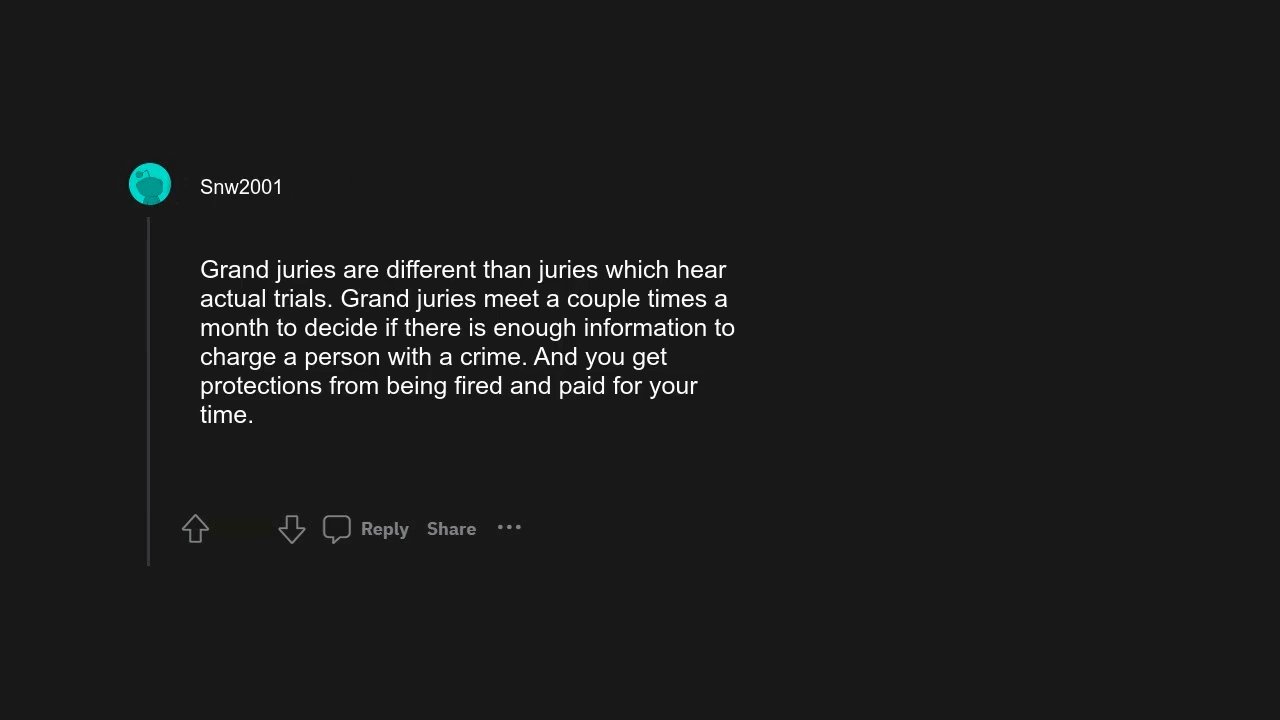 Snw2001
Grand juries are different than juries which hear
actual trials. Grand juries meet a couple times a
month to decide if there is enough information to
charge a person with a crime. And you get
protections from being fired and paid for your
time.
Reply Share